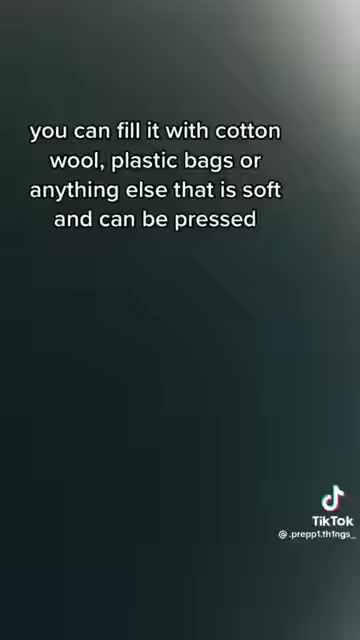 you can fill it with cotton
wool, plastic bags or
anything else that is soft
and can be pressed
TikTok
@.prepp1.th1ngs_